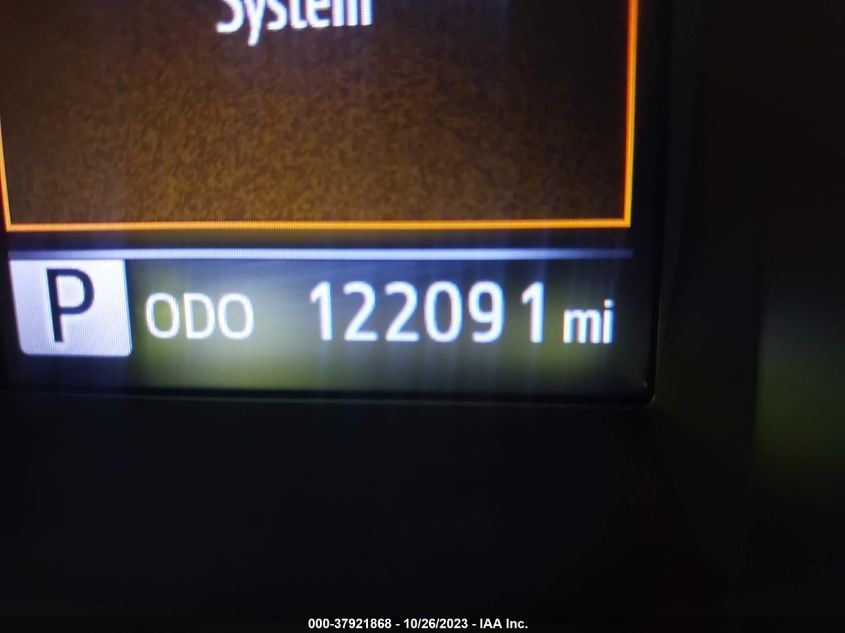 System
P ODO 122091 mi
000-37921868 - 10/26/2023 - IAA Inc.